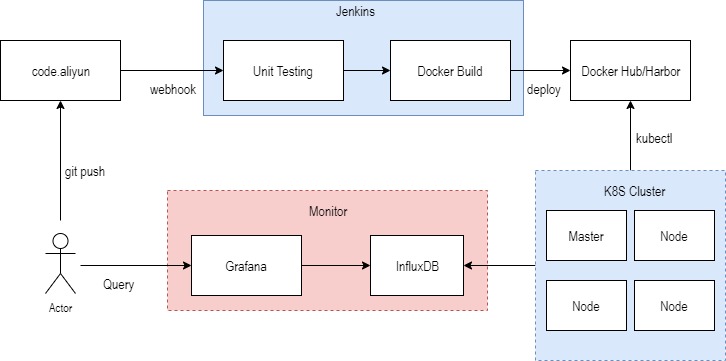 Jenkins
code.aliyun
webhook
Unit Testing
Docker Build
deploy
Docker Hub/Harbor
git push
kubectl
Monitor
K8S Cluster
Grafana
InfluxDB
Master
Node
Query
Actor
Node
Node